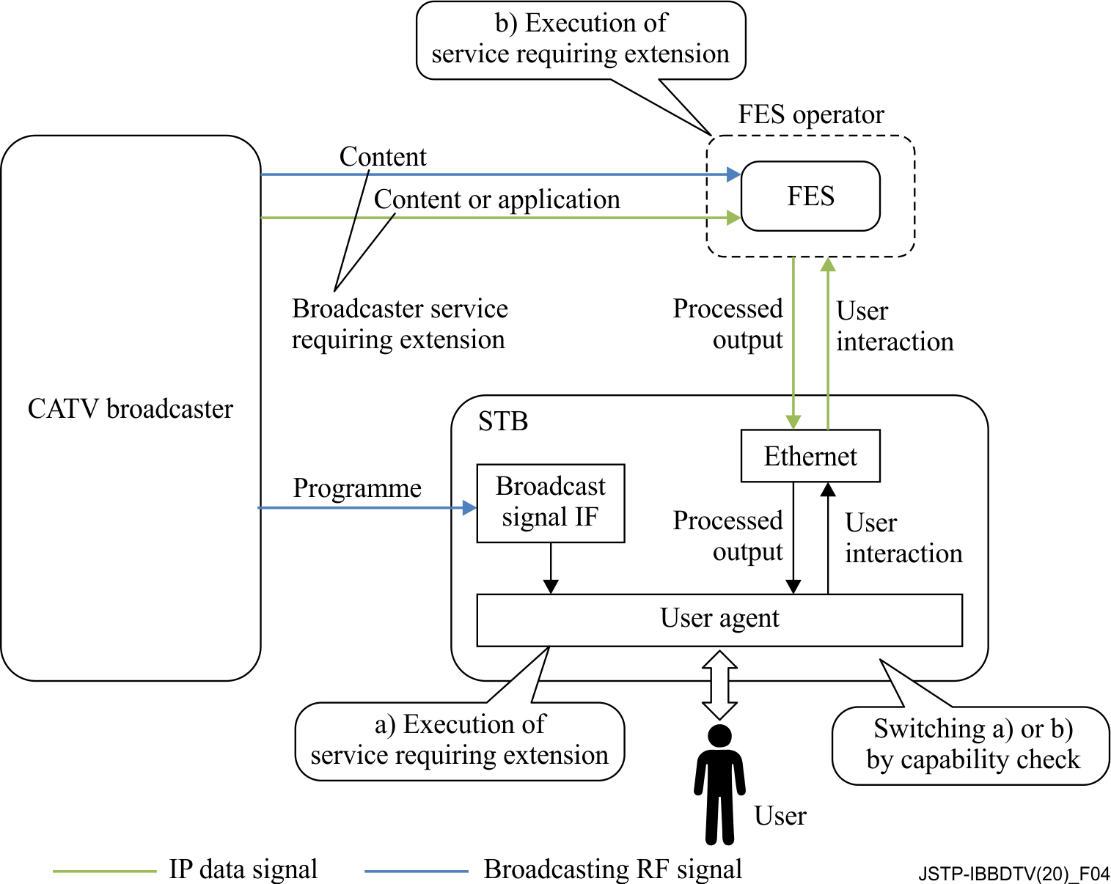 b) Execution of
service requiring extension
FES operator
Content
FES
Content or application
Broadcaster service
requiring extension
Processed
output
User
interaction
CATV broadcaster
STB
Ethernet
Programme
Broadcast
signal IF
Processed
output
User
interaction
User agent
a) Execution of
service requiring extension
Switching a) or b)
by capability check
User
IP data signal
Broadcasting RF signal
JSTP-IBBDTV(20)_F04